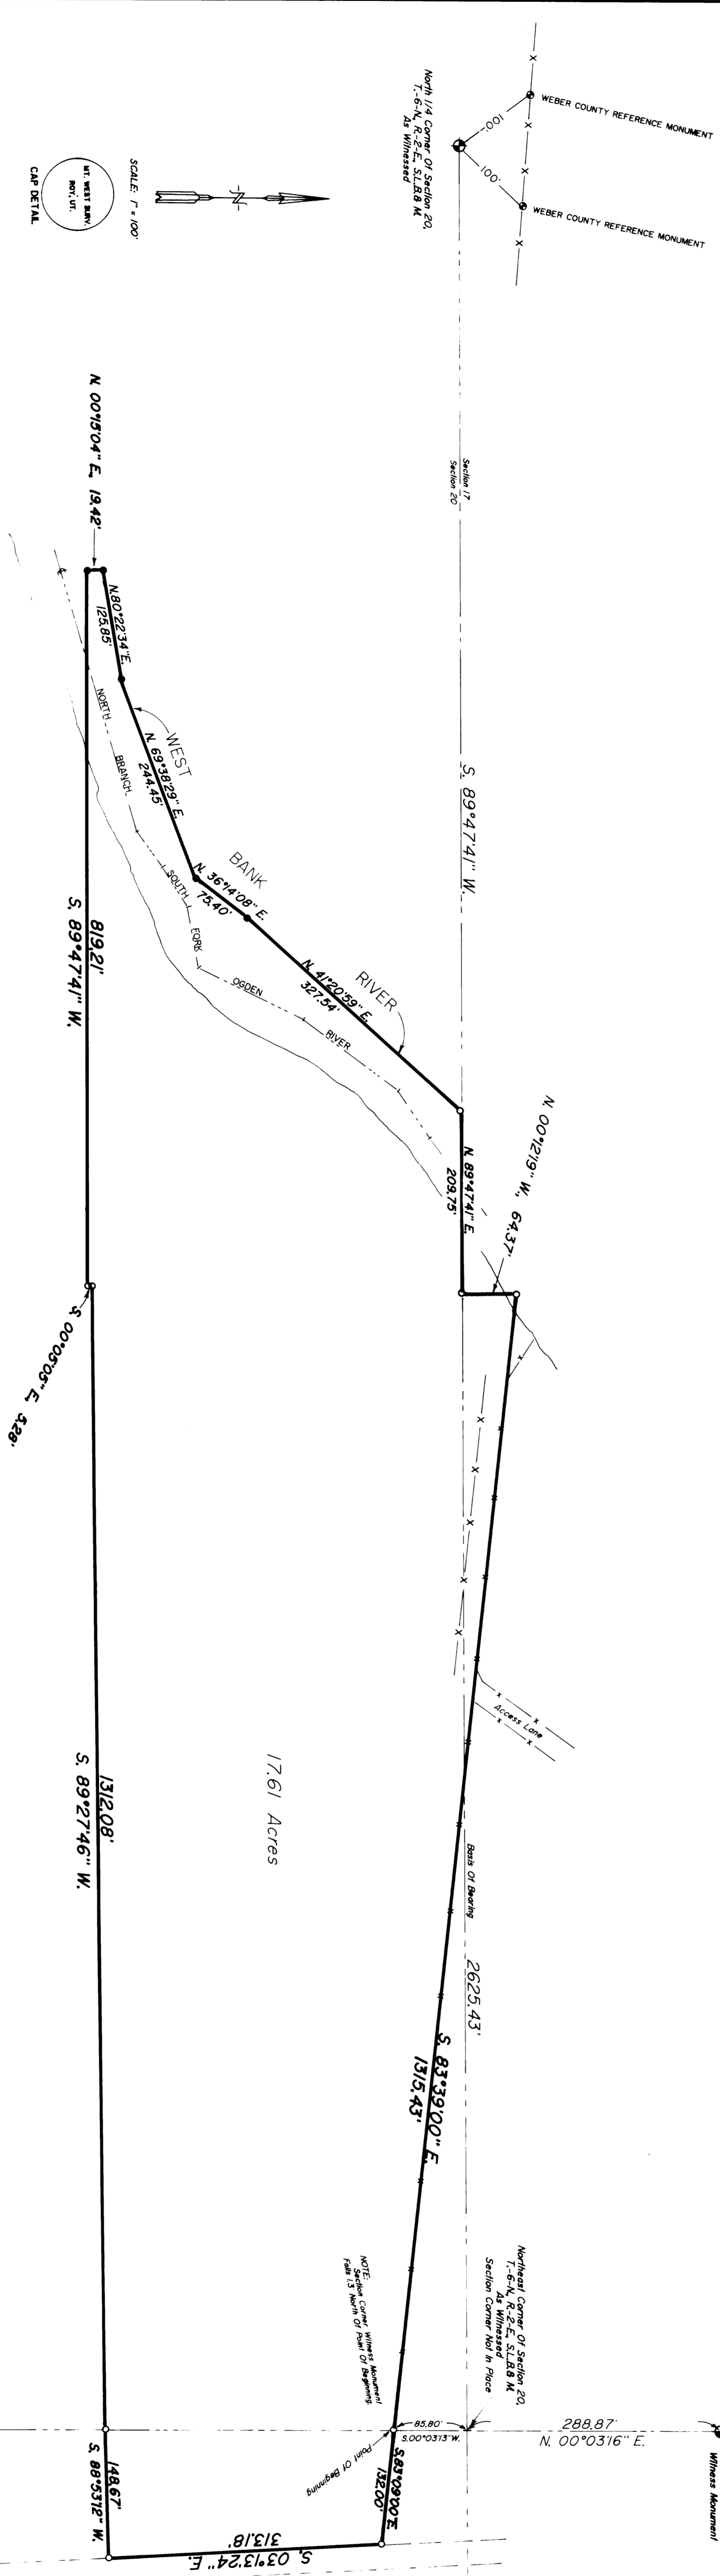 WEBER COUNTY REFERENCE MONUMENT
WEBER COUNTY REFERENCE MONUMENT
100'
100'
North 1/4 Corner Of Section 20,
T.-6-N., R.-2-E., S.L.B.& M.
As Witnessed
-N-
SCALE: 1" = 100'
MT. WEST SURV.
ROY, UT.
CAP DETAIL
Section 17
Section 20
N. 00°15'04" E., 19.42'
N. 80°22'34" E.
125.85'
WEST
N. 69°38'29" E.
244.45'
BANK
N. 36°14'08" E.
75.40'
RIVER
N. 41°20'59" E.
327.54'
NORTH
BRANCH
SOUTH
FORK
OGDEN
RIVER
S. 89°47'41" W.
819.21'
S. 89°47'41" W.
N. 89°47'41" E.
209.75'
N. 00°12'19" W., 64.37'
S. 00°05'05" E., 5.28'
Access Lane
Basis Of Bearing
2625.43'
17.61 Acres
1312.08'
S. 89°27'46" W.
S. 83°39'00" E.
1315.43'
Northeast Corner Of Section 20,
T.-6-N., R.-2-E., S.L.B.& M.
As Witnessed
Section Corner Not In Place
NOTE:
Section Corner Witness Monument
Falls 1.3' North Of Point Of Beginning.
85.80'
S.00°03'13"W.
288.87'
N. 00°03'16" E.
Witness Monument
Point Of Beginning
S.83°09'00"E.
132.00'
S. 03°13'24" E.
313.18'
148.67'
S. 88°53'12" W.